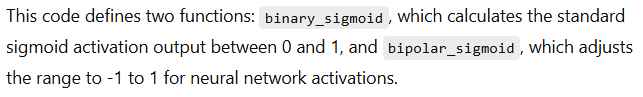 This code defines two functions: binary_sigmoid, which calculates the standard
sigmoid activation output between 0 and 1, and bipolar_sigmoid, which adjusts
the range to -1 to 1 for neural network activations.